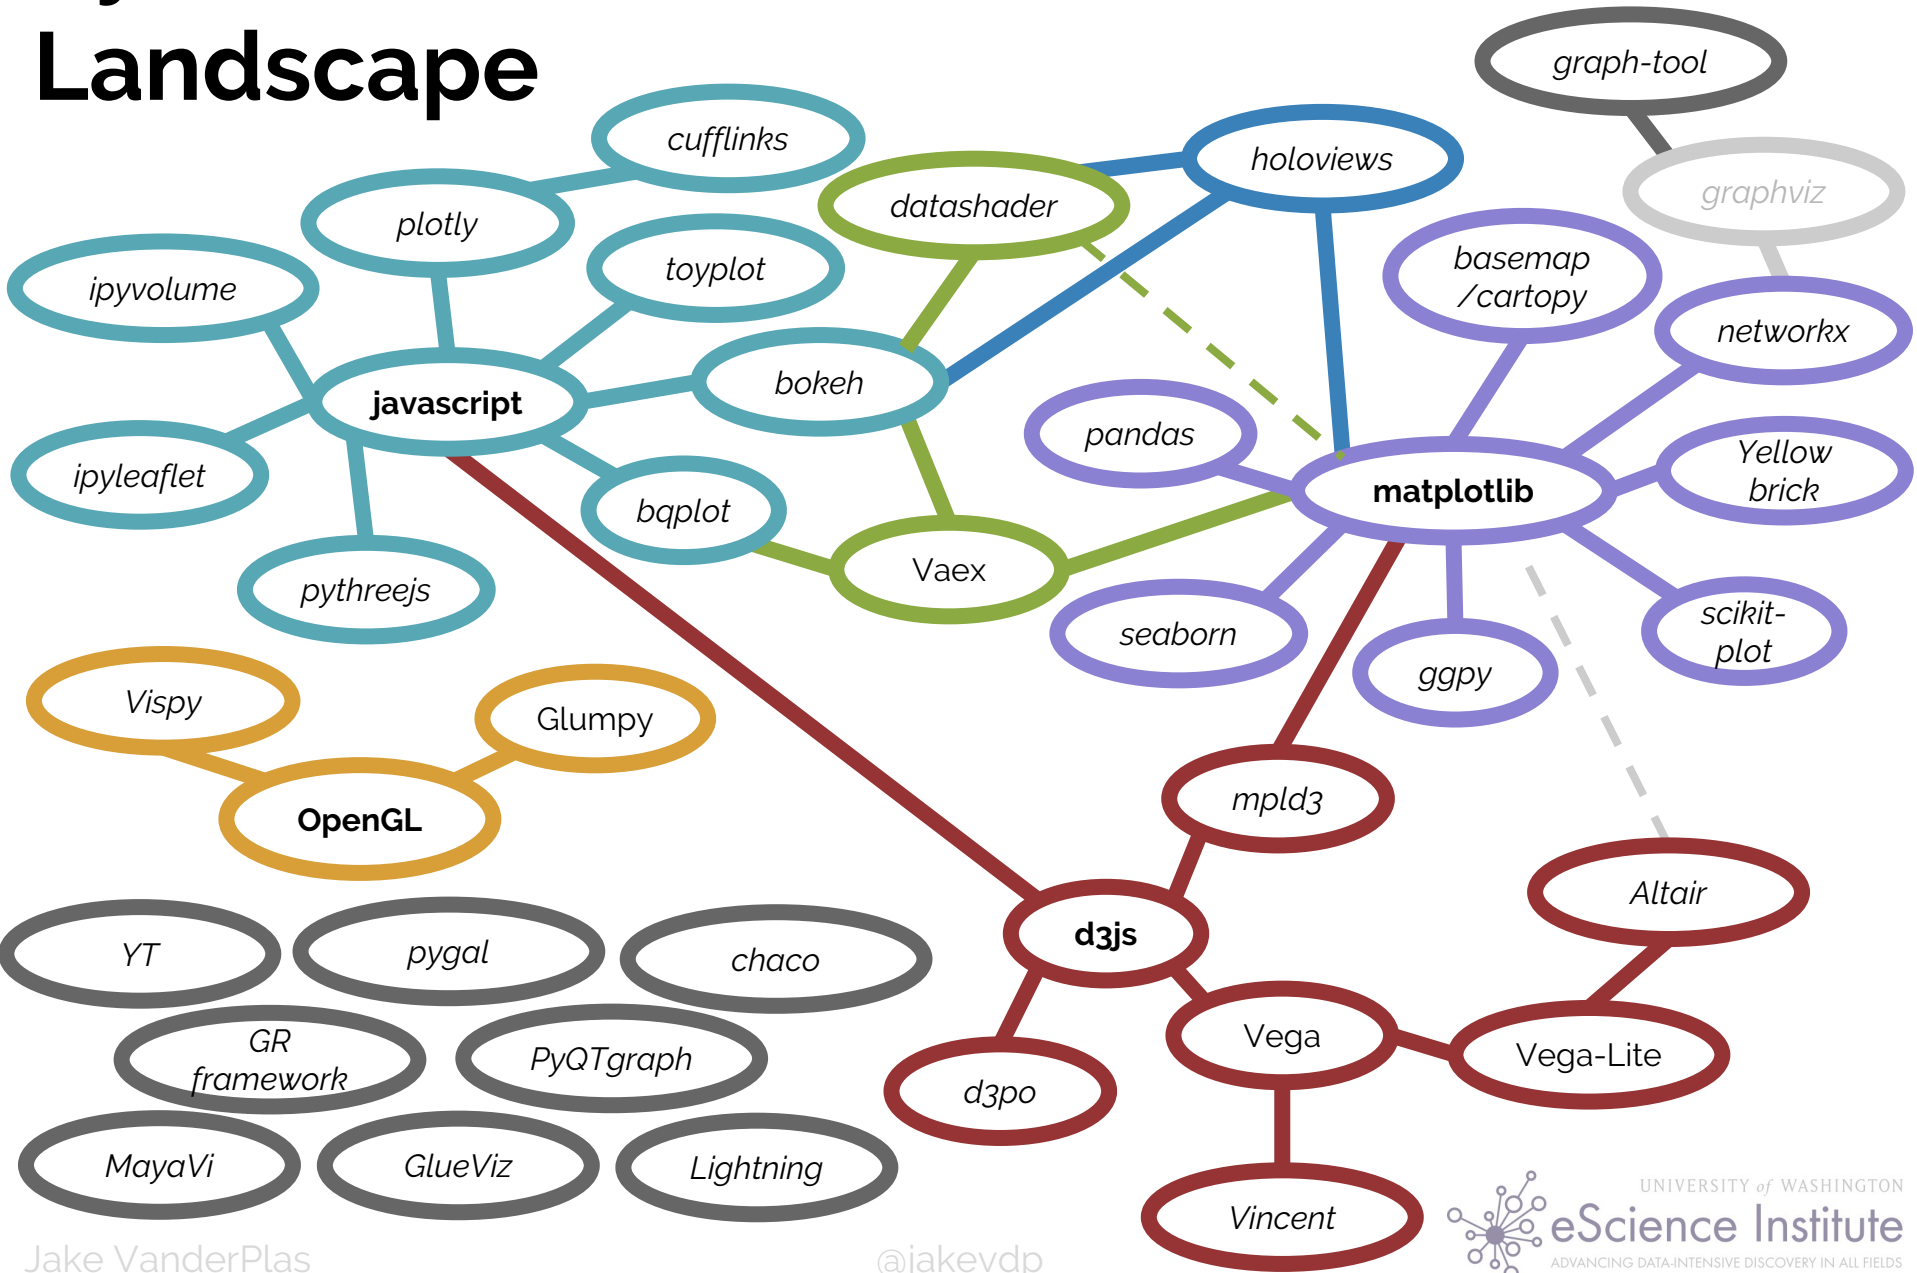 Landscape
graph-tool
cufflinks
holoviews
graphviz
datashader
plotly
toyplot
basemap
/cartopy
ipyvolume
networkx
bokeh
javascript
pandas
Yellow
brick
matplotlib
ipyleaflet
bqplot
Vaex
pythreejs
seaborn
scikit-
plot
ggpy
Vispy
Glumpy
mpld3
OpenGL
Altair
d3js
YT
pygal
chaco
GR
framework
PyQTgraph
Vega
Vega-Lite
d3po
MayaVi
GlueViz
Lightning
Vincent
UNIVERSITY of WASHINGTON
eScience Institute
ADVANCING DATA-INTENSIVE DISCOVERY IN ALL FIELDS
Jake VanderPlas
@jakevdp